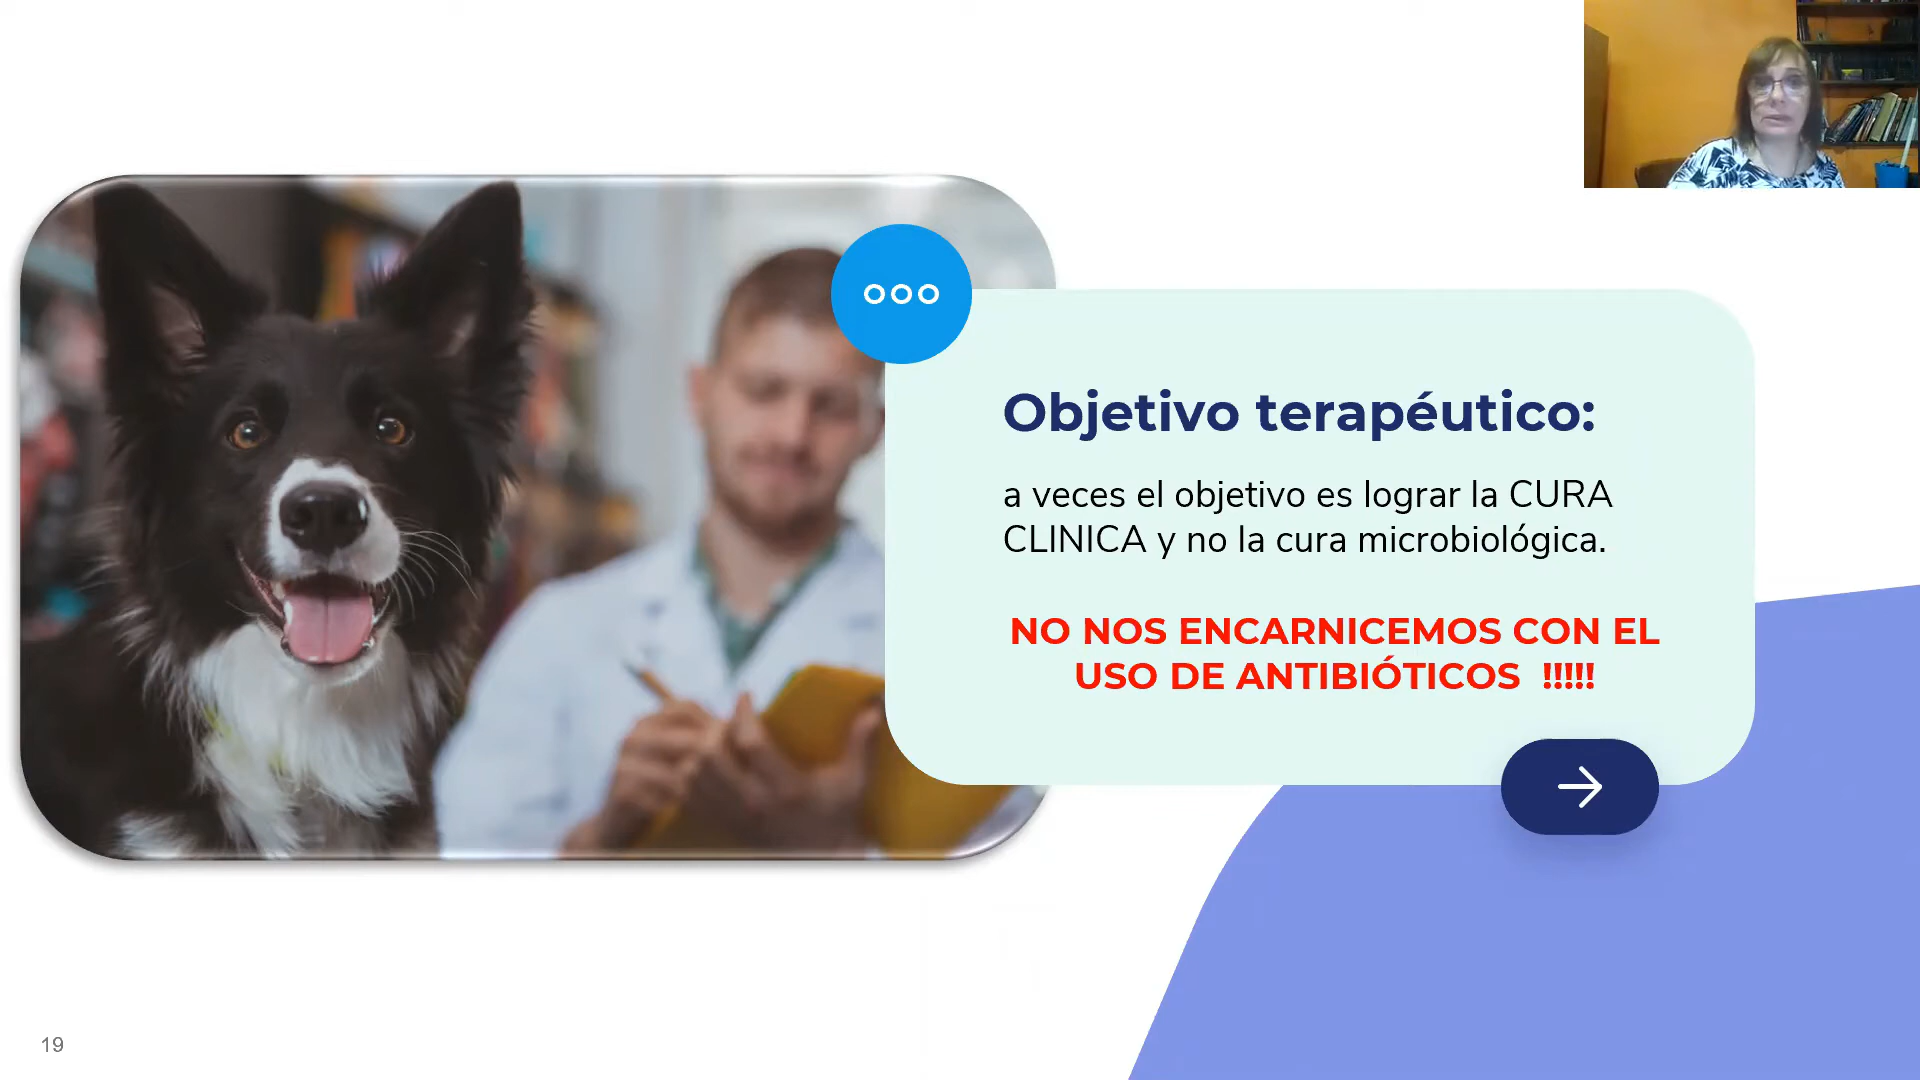 Objetivo terapéutico:
a veces el objetivo es lograr la CURA
CLINICA y no la cura microbiológica.
NO NOS ENCARNICEMOS CON EL
USO DE ANTIBIÓTICOS  !!!!!
19